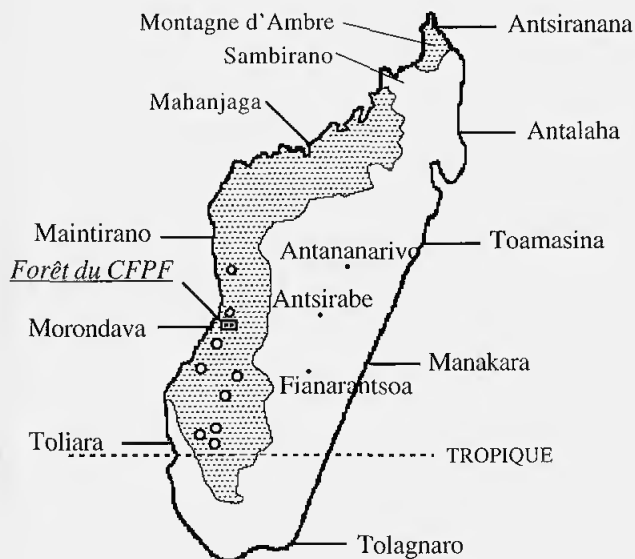 Montagne d'Ambre
Antsiranana
Sambirano
Mahanjaga
Antalaha
Maintirano
Antananarivo
Toamasina
Forêt du CFPF
Antsirabe
Morondava
Manakara
Fianarantsoa
Toliara
TROPIQUE
Tolagnaro